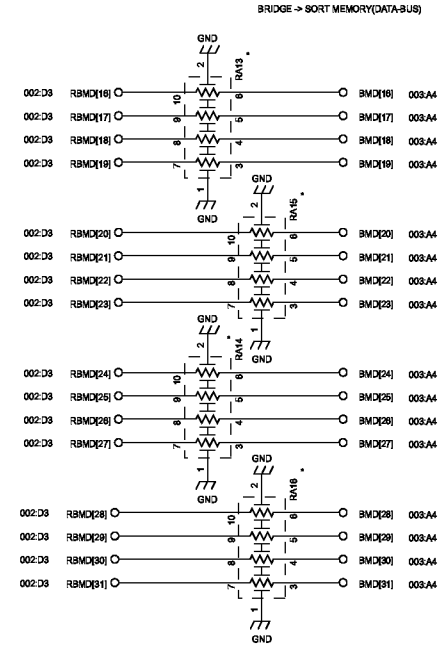 BRIDGE -> SORT MEMORY(DATA-BUS)
GND
2 RA13 *
002:D3 RBMD[16] 10 6 BMD[16] 003:A4
002:D3 RBMD[17] 9 5 BMD[17] 003:A4
002:D3 RBMD[18] 8 4 BMD[18] 003:A4
002:D3 RBMD[19] 7 3 BMD[19] 003:A4
1
GND
GND
2 RA15 *
002:D3 RBMD[20] 10 6 BMD[20] 003:A4
002:D3 RBMD[21] 9 5 BMD[21] 003:A4
002:D3 RBMD[22] 8 4 BMD[22] 003:A4
002:D3 RBMD[23] 7 3 BMD[23] 003:A4
1
GND
GND
2 RA14 *
002:D3 RBMD[24] 10 6 BMD[24] 003:A4
002:D3 RBMD[25] 9 5 BMD[25] 003:A4
002:D3 RBMD[26] 8 4 BMD[26] 003:A4
002:D3 RBMD[27] 7 3 BMD[27] 003:A4
1
GND
GND
2 RA16 *
002:D3 RBMD[28] 10 6 BMD[28] 003:A4
002:D3 RBMD[29] 9 5 BMD[29] 003:A4
002:D3 RBMD[30] 8 4 BMD[30] 003:A4
002:D3 RBMD[31] 7 3 BMD[31] 003:A4
1
GND